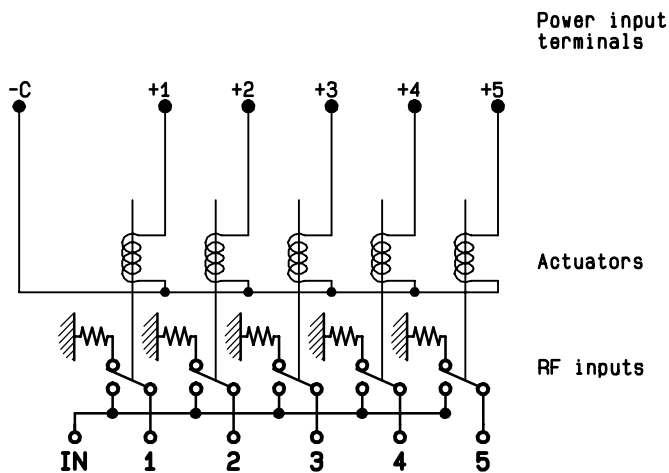 Power input
terminals
-C +1 +2 +3 +4 +5
Actuators
RF inputs
IN 1 2 3 4 5